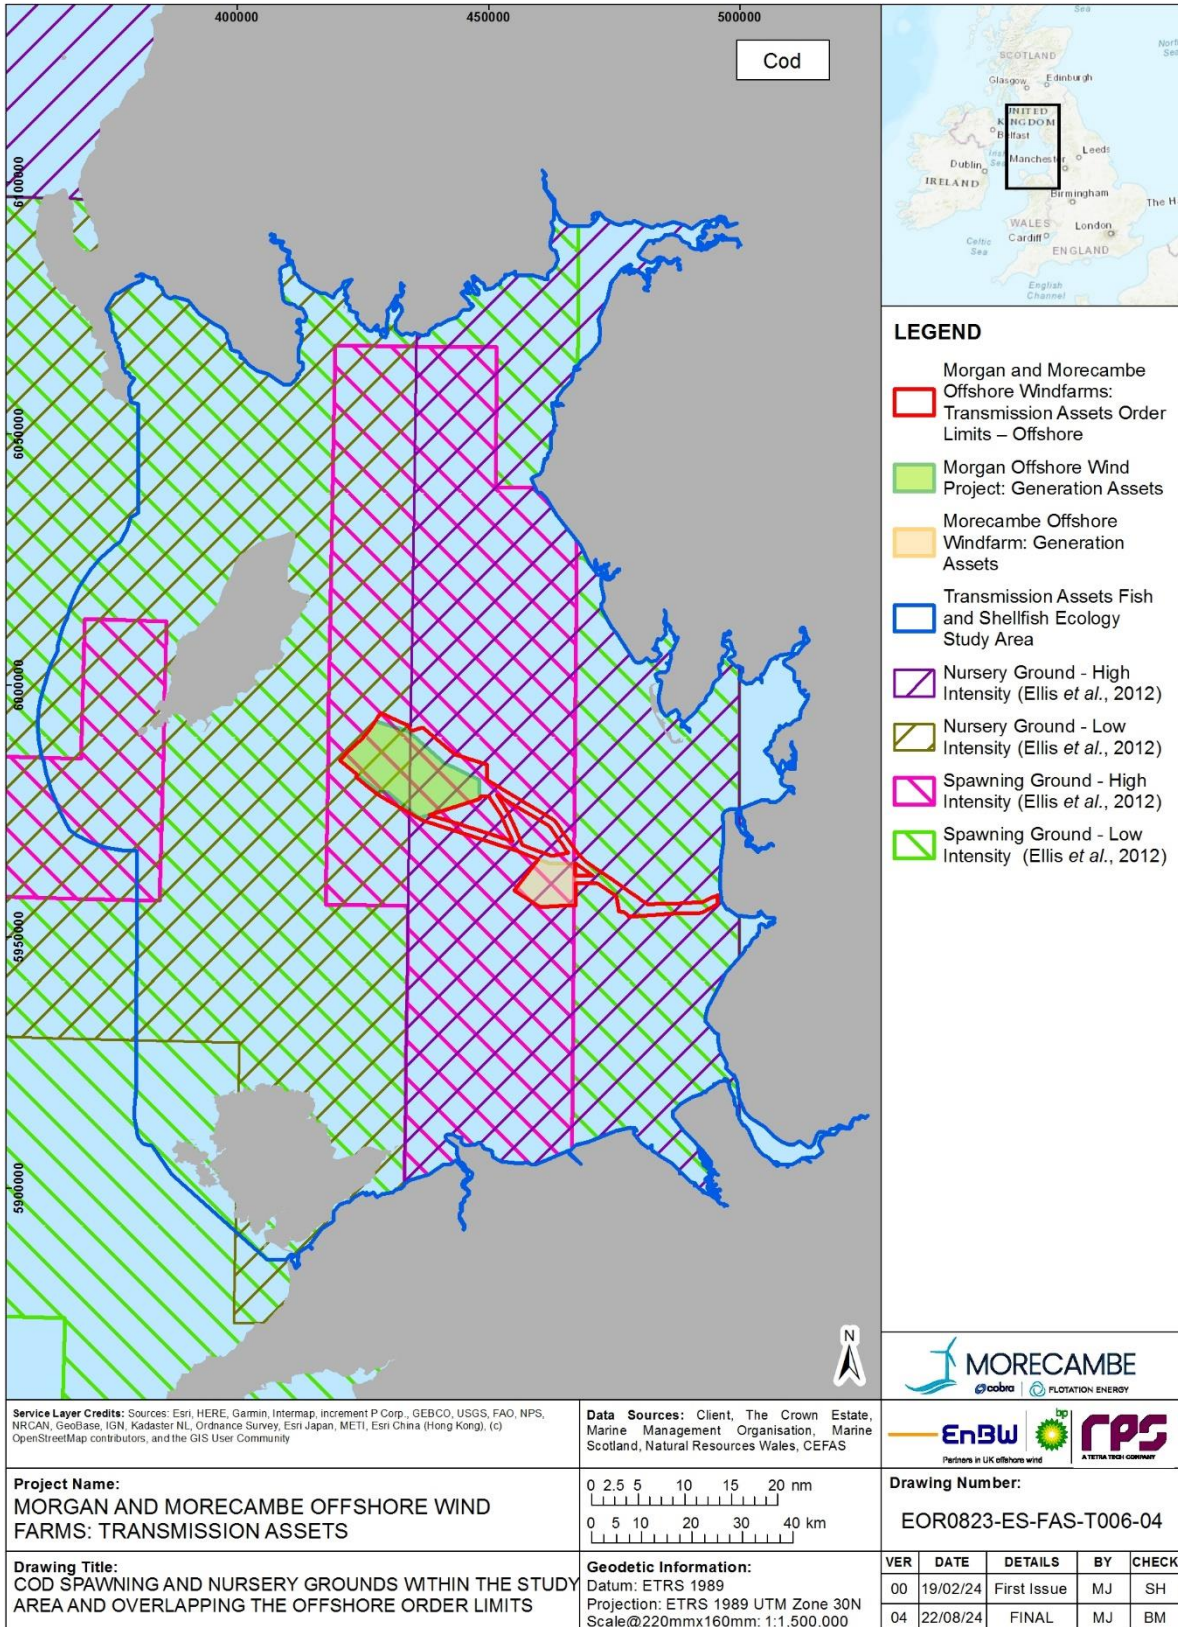 400000
450000
500000
Cod
6100000
6050000
6000000
5950000
5900000
N
Sea
SCOTLAND
Glasgow
Edinburgh
North
Sea
UNITED
KINGDOM
Belfast
Dublin
Manchester
Leeds
IRELAND
Birmingham
The H
WALES
Cardiff
London
Celtic
Sea
ENGLAND
English
Channel
LEGEND
Morgan and Morecambe
Offshore Windfarms:
Transmission Assets Order
Limits – Offshore
Morgan Offshore Wind
Project: Generation Assets
Morecambe Offshore
Windfarm: Generation
Assets
Transmission Assets Fish
and Shellfish Ecology
Study Area
Nursery Ground - High
Intensity (Ellis et al., 2012)
Nursery Ground - Low
Intensity (Ellis et al., 2012)
Spawning Ground - High
Intensity (Ellis et al., 2012)
Spawning Ground - Low
Intensity (Ellis et al., 2012)
MORECAMBE
cobra FLOTATION ENERGY
Service Layer Credits: Sources: Esri, HERE, Garmin, Intermap, increment P Corp., GEBCO, USGS, FAO, NPS,
NRCAN, GeoBase, IGN, Kadaster NL, Ordnance Survey, Esri Japan, METI, Esri China (Hong Kong), (c)
OpenStreetMap contributors, and the GIS User Community
Data Sources: Client, The Crown Estate,
Marine Management Organisation, Marine
Scotland, Natural Resources Wales, CEFAS
EnBW
bp
Partners in UK offshore wind
rps
A TETRA TECH COMPANY
Project Name:
MORGAN AND MORECAMBE OFFSHORE WIND
FARMS: TRANSMISSION ASSETS
0 2.5 5 10 15 20 nm
0 5 10 20 30 40 km
Drawing Number:
EOR0823-ES-FAS-T006-04
Drawing Title:
COD SPAWNING AND NURSERY GROUNDS WITHIN THE STUDY
AREA AND OVERLAPPING THE OFFSHORE ORDER LIMITS
Geodetic Information:
Datum: ETRS 1989
Projection: ETRS 1989 UTM Zone 30N
Scale@220mmx160mm: 1:1,500,000
VER DATE DETAILS BY CHECK
00 19/02/24 First Issue MJ SH
04 22/08/24 FINAL MJ BM